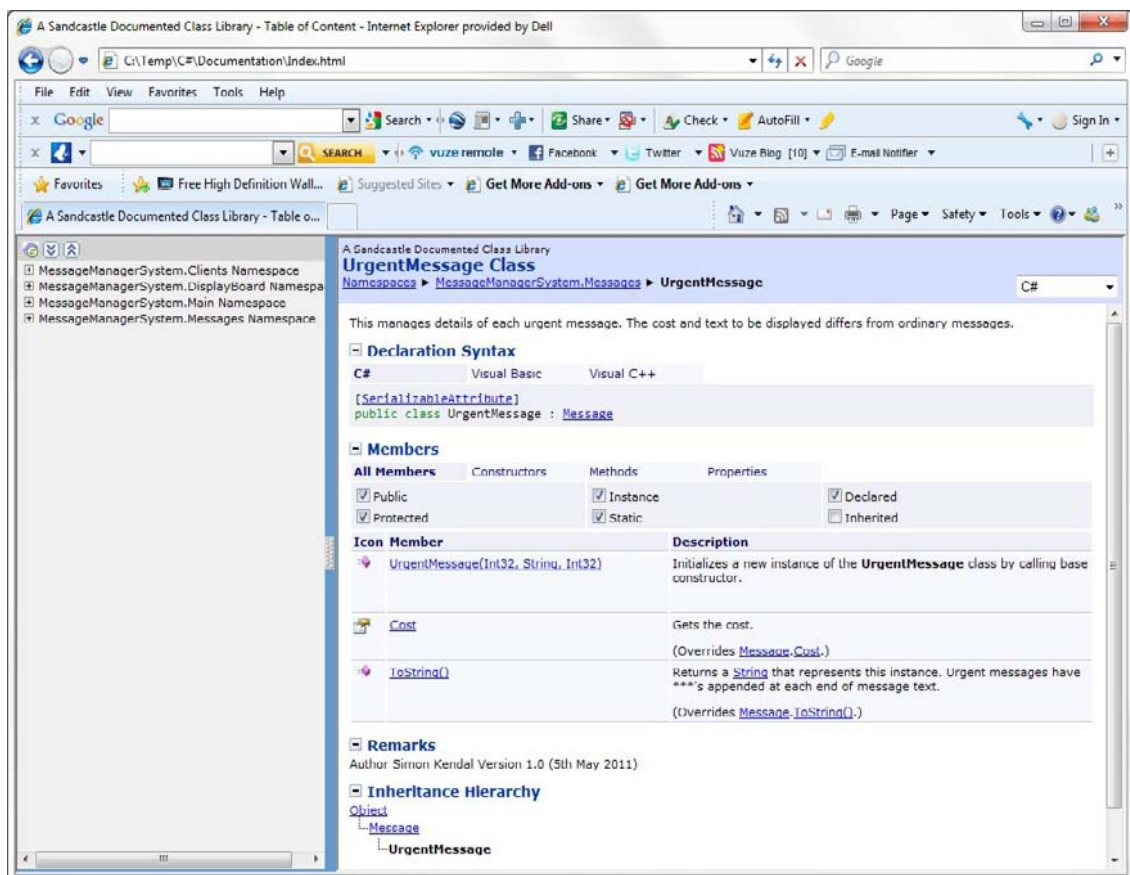 A Sandcastle Documented Class Library - Table of Content - Internet Explorer provided by Dell
C:\Temp\C#\Documentation\Index.html
Google
File Edit View Favorites Tools Help
x Google Search Share Check AutoFill Sign In
x SEARCH vuze remote Facebook Twitter Vuze Blog [10] E-mail Notifier
Favorites Free High Definition Wall... Suggested Sites Get More Add-ons Get More Add-ons
A Sandcastle Documented Class Library - Table o...
Page Safety Tools
MessageManagerSystem.Clients Namespace
MessageManagerSystem.DisplayBoard Namespa
MessageManagerSystem.Main Namespace
MessageManagerSystem.Messages Namespace
A Sandcastle Documented Class Library
UrgentMessage Class
Namespaces ► MessageManagerSystem.Messages ► UrgentMessage
C#
This manages details of each urgent message. The cost and text to be displayed differs from ordinary messages.
Declaration Syntax
C# Visual Basic Visual C++
[SerializableAttribute]
public class UrgentMessage : Message
Members
All Members Constructors Methods Properties
Public Instance Declared
Protected Static Inherited
Icon Member Description
UrgentMessage(Int32, String, Int32) Initializes a new instance of the UrgentMessage class by calling base
constructor.
Cost Gets the cost.
(Overrides Message.Cost.)
ToString() Returns a String that represents this instance. Urgent messages have
***'s appended at each end of message text.
(Overrides Message.ToString().)
Remarks
Author Simon Kendal Version 1.0 (5th May 2011)
Inheritance Hierarchy
Object
Message
UrgentMessage